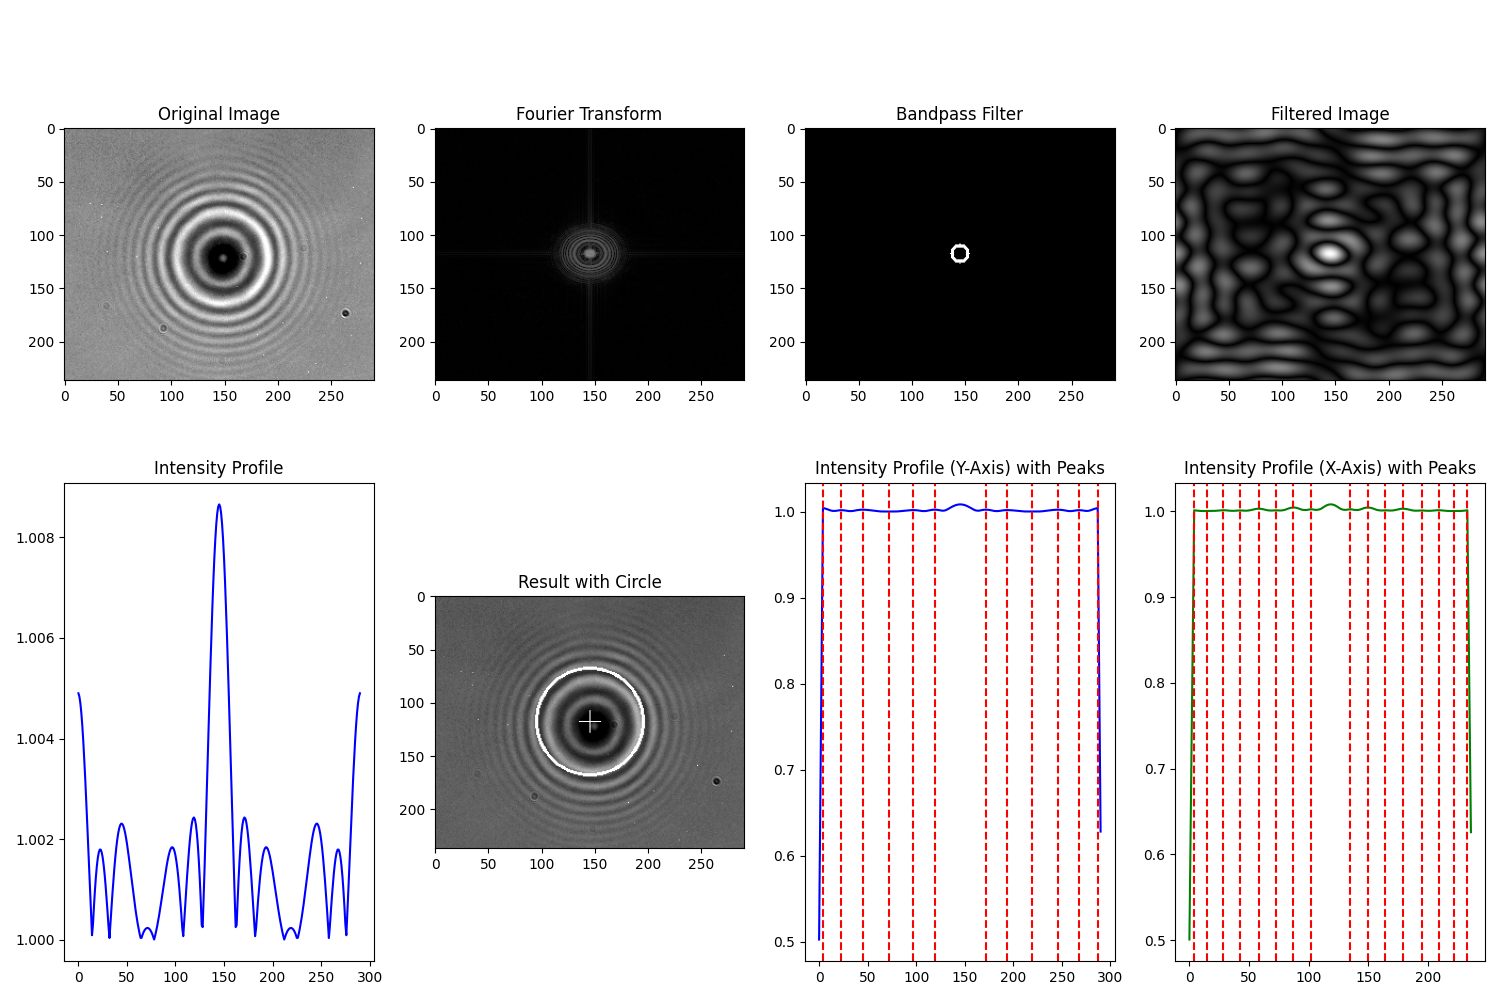 Original Image
0
50
100
150
200
0 50 100 150 200 250
Fourier Transform
0
50
100
150
200
0 50 100 150 200 250
Bandpass Filter
0
50
100
150
200
0 50 100 150 200 250
Filtered Image
0
50
100
150
200
0 50 100 150 200 250
Intensity Profile
1.008
1.006
1.004
1.002
1.000
0 50 100 150 200 250 300
Result with Circle
0
50
100
150
200
0 50 100 150 200 250
Intensity Profile (Y-Axis) with Peaks
1.0
0.9
0.8
0.7
0.6
0.5
0 50 100 150 200 250 300
Intensity Profile (X-Axis) with Peaks
1.0
0.9
0.8
0.7
0.6
0.5
0 50 100 150 200